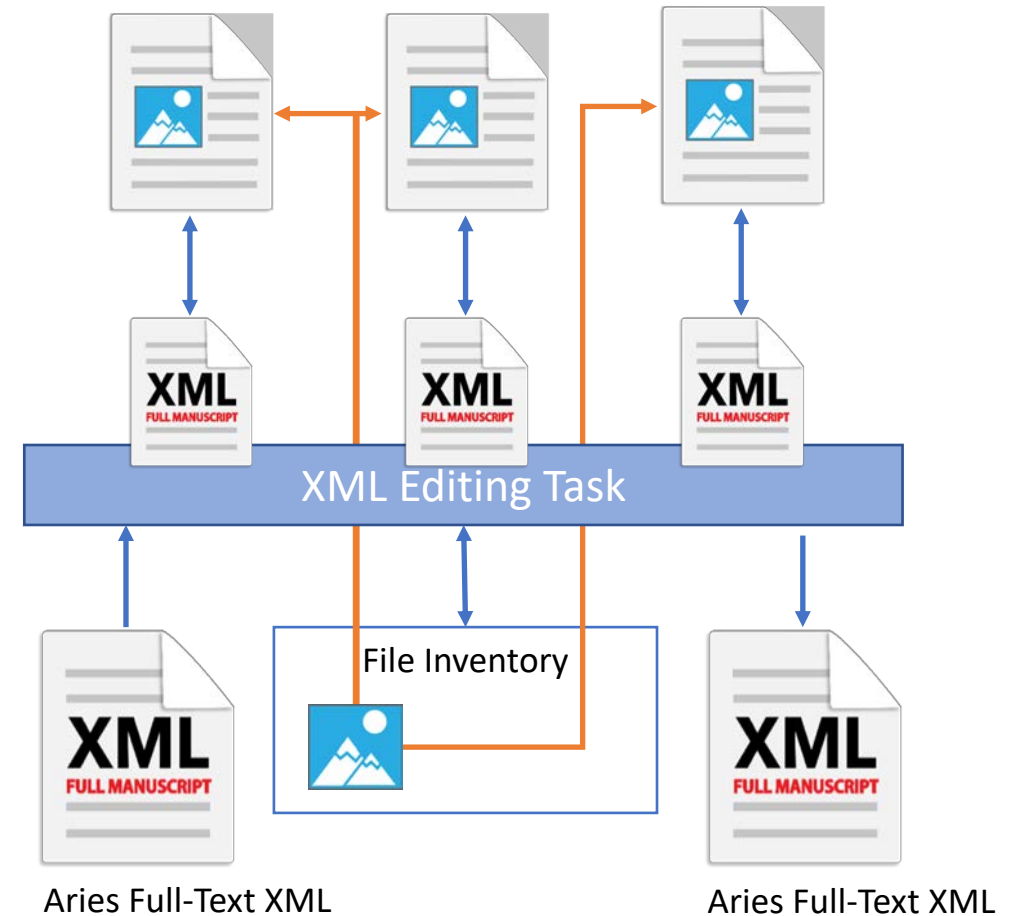 XML
FULL MANUSCRIPT
XML
FULL MANUSCRIPT
XML
FULL MANUSCRIPT
XML Editing Task
File Inventory
XML
FULL MANUSCRIPT
XML
FULL MANUSCRIPT
Aries Full-Text XML
Aries Full-Text XML